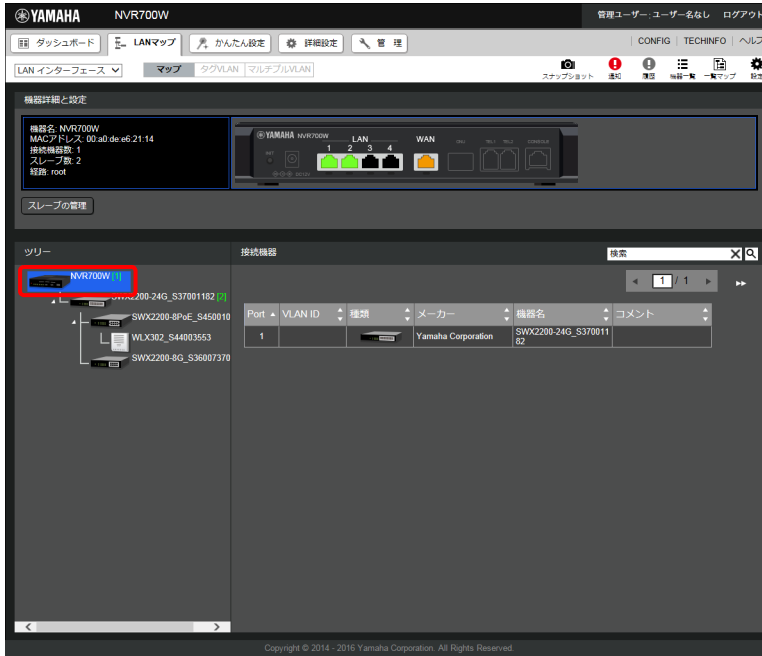 YAMAHA NVR700W 管理ユーザー:ユーザー名なし ログアウト
ダッシュボード LANマップ かんたん設定 詳細設定 管 理 CONFIG TECHINFO ヘルプ
LAN インターフェース マップ タグVLAN マルチプルVLAN スナップショット 通知 履歴 機器一覧 一覧マップ 設定
機器詳細と設定
機器名: NVR700W
MACアドレス: 00:a0:de:e6:21:14
接続機器数: 1
スレーブ数: 2
経路: root
YAMAHA NVR700W LAN WAN ONU TEL1 TEL2 CONSOLE
1 2 3 4
スレーブの管理
ツリー 接続機器 検索
NVR700W [1] 1 / 1
SWX2200-24G_S37001182 [2]
SWX2200-8PoE_S450010
WLX302_S44003553
SWX2200-8G_S36007370
Port VLAN ID 種類 メーカー 機器名 コメント
1 Yamaha Corporation SWX2200-24G_S370011
82
Copyright © 2014 - 2016 Yamaha Corporation. All Rights Reserved.